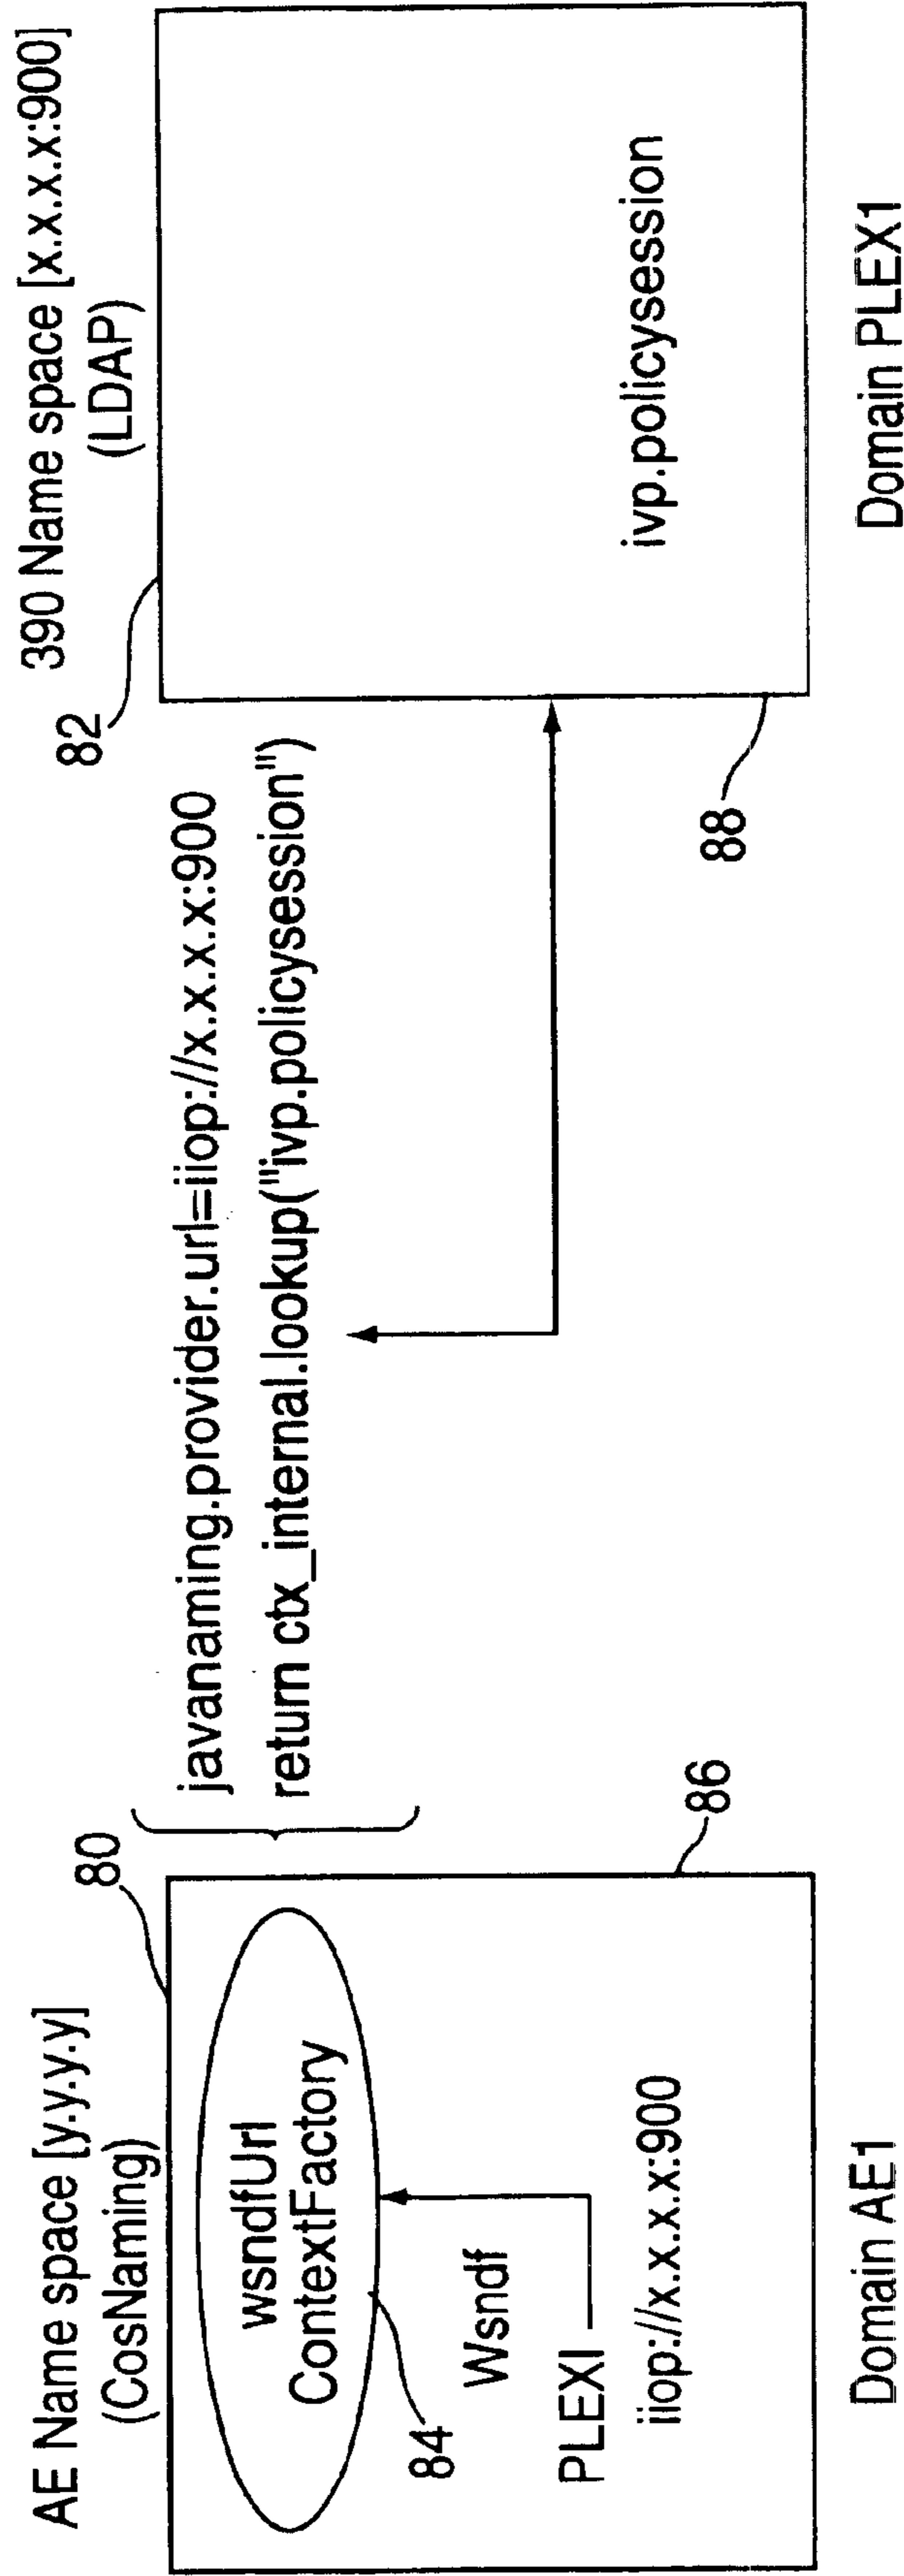 AE Name space [y.y.y.y]
(CosNaming)
80
wsndfUrl
ContextFactory
84
Wsndf
PLEXI
iiop://x.x.x.x:900
86
Domain AE1
javanaming.provider.url=iiop://x.x.x.x:900
return ctx_internal.lookup("ivp.policysession")
390 Name space [x.x.x.x:900]
(LDAP)
82
ivp.policysession
88
Domain PLEX1